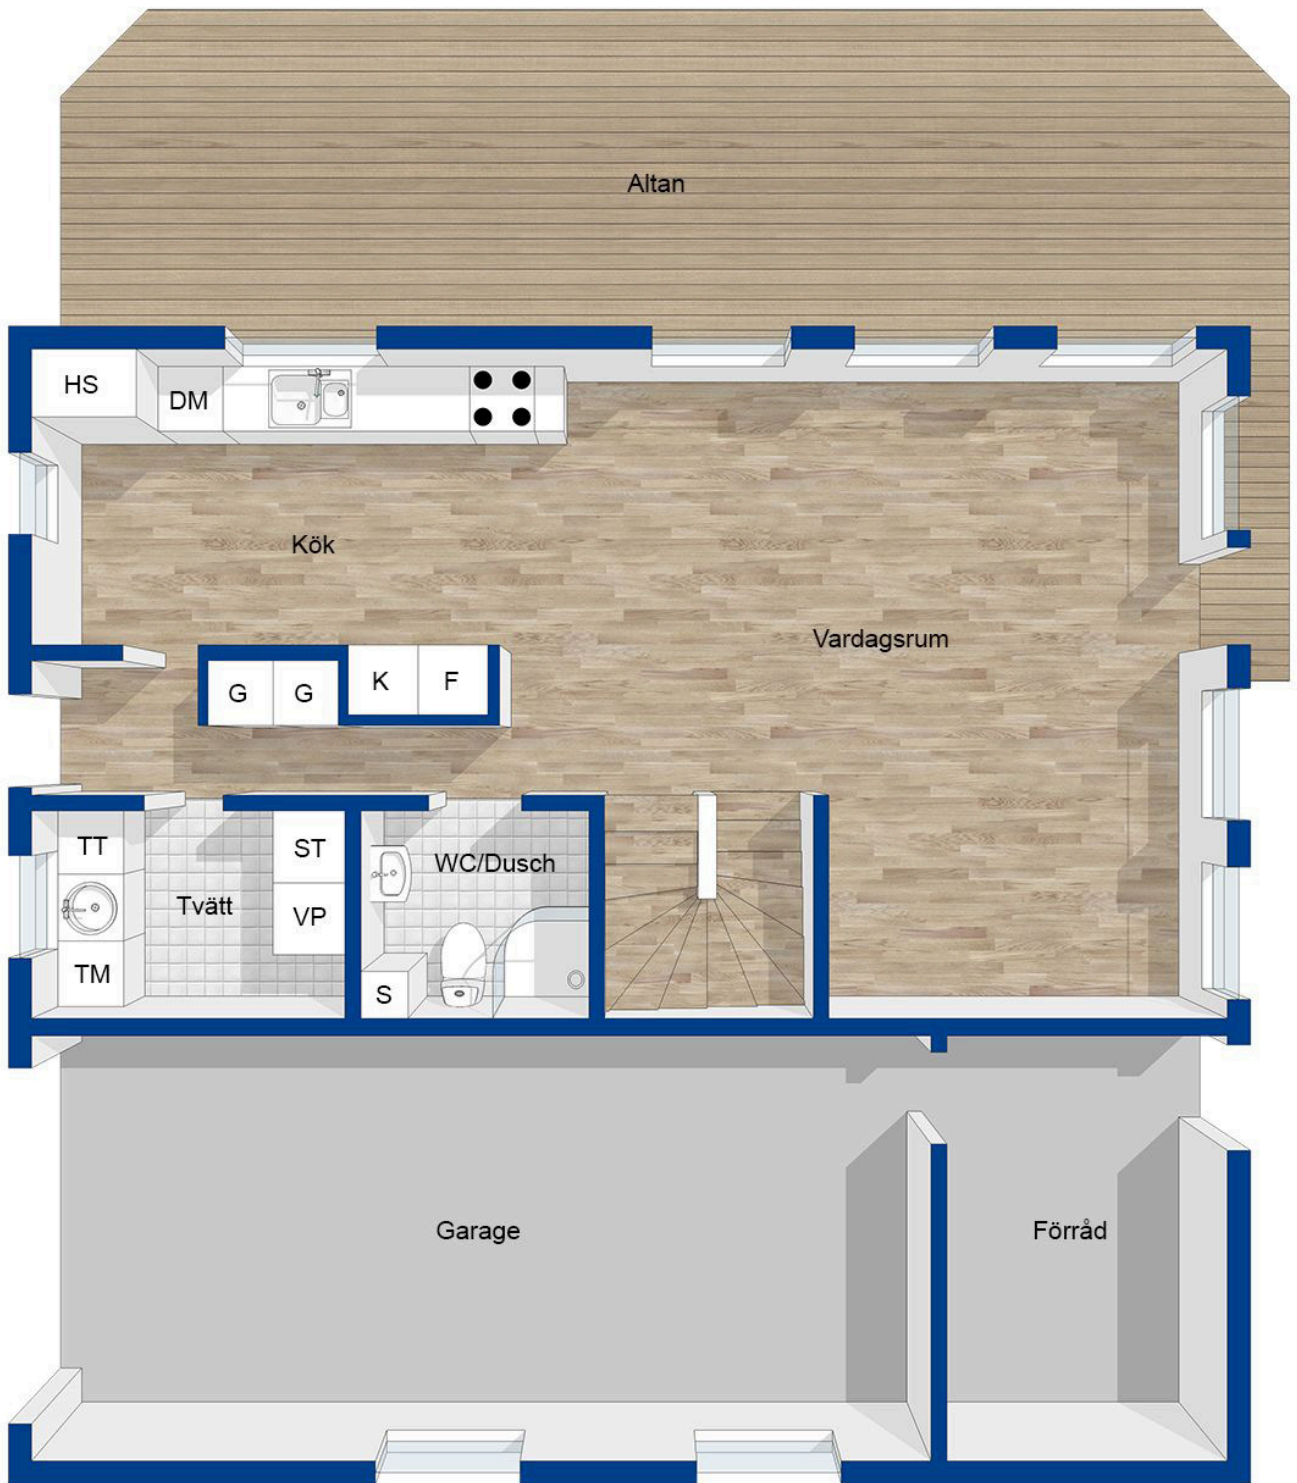 Altan
HS
DM
Kök
Vardagsrum
G
G
K
F
TT
ST
WC/Dusch
Tvätt
VP
TM
S
Garage
Förråd